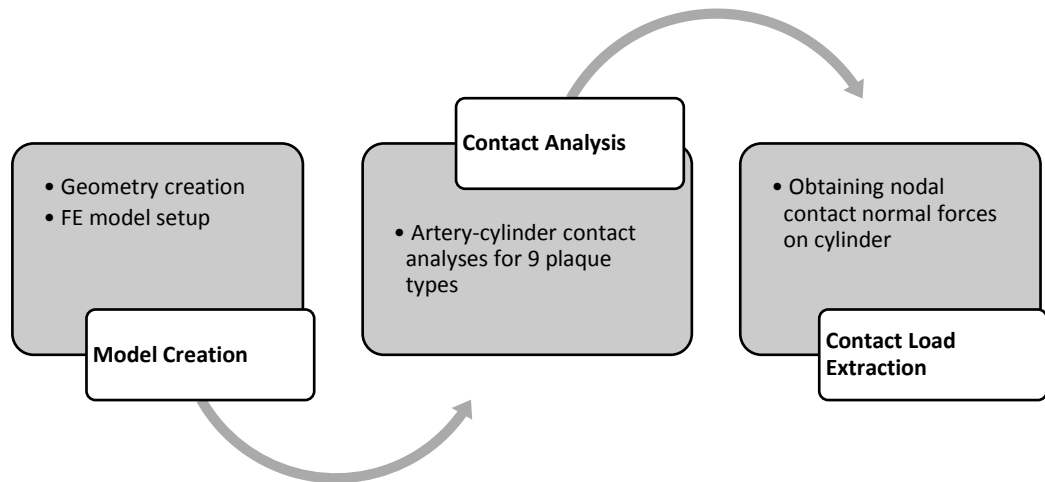 • Geometry creation
• FE model setup
Model Creation
Contact Analysis
• Artery-cylinder contact
analyses for 9 plaque
types
• Obtaining nodal
contact normal forces
on cylinder
Contact Load
Extraction